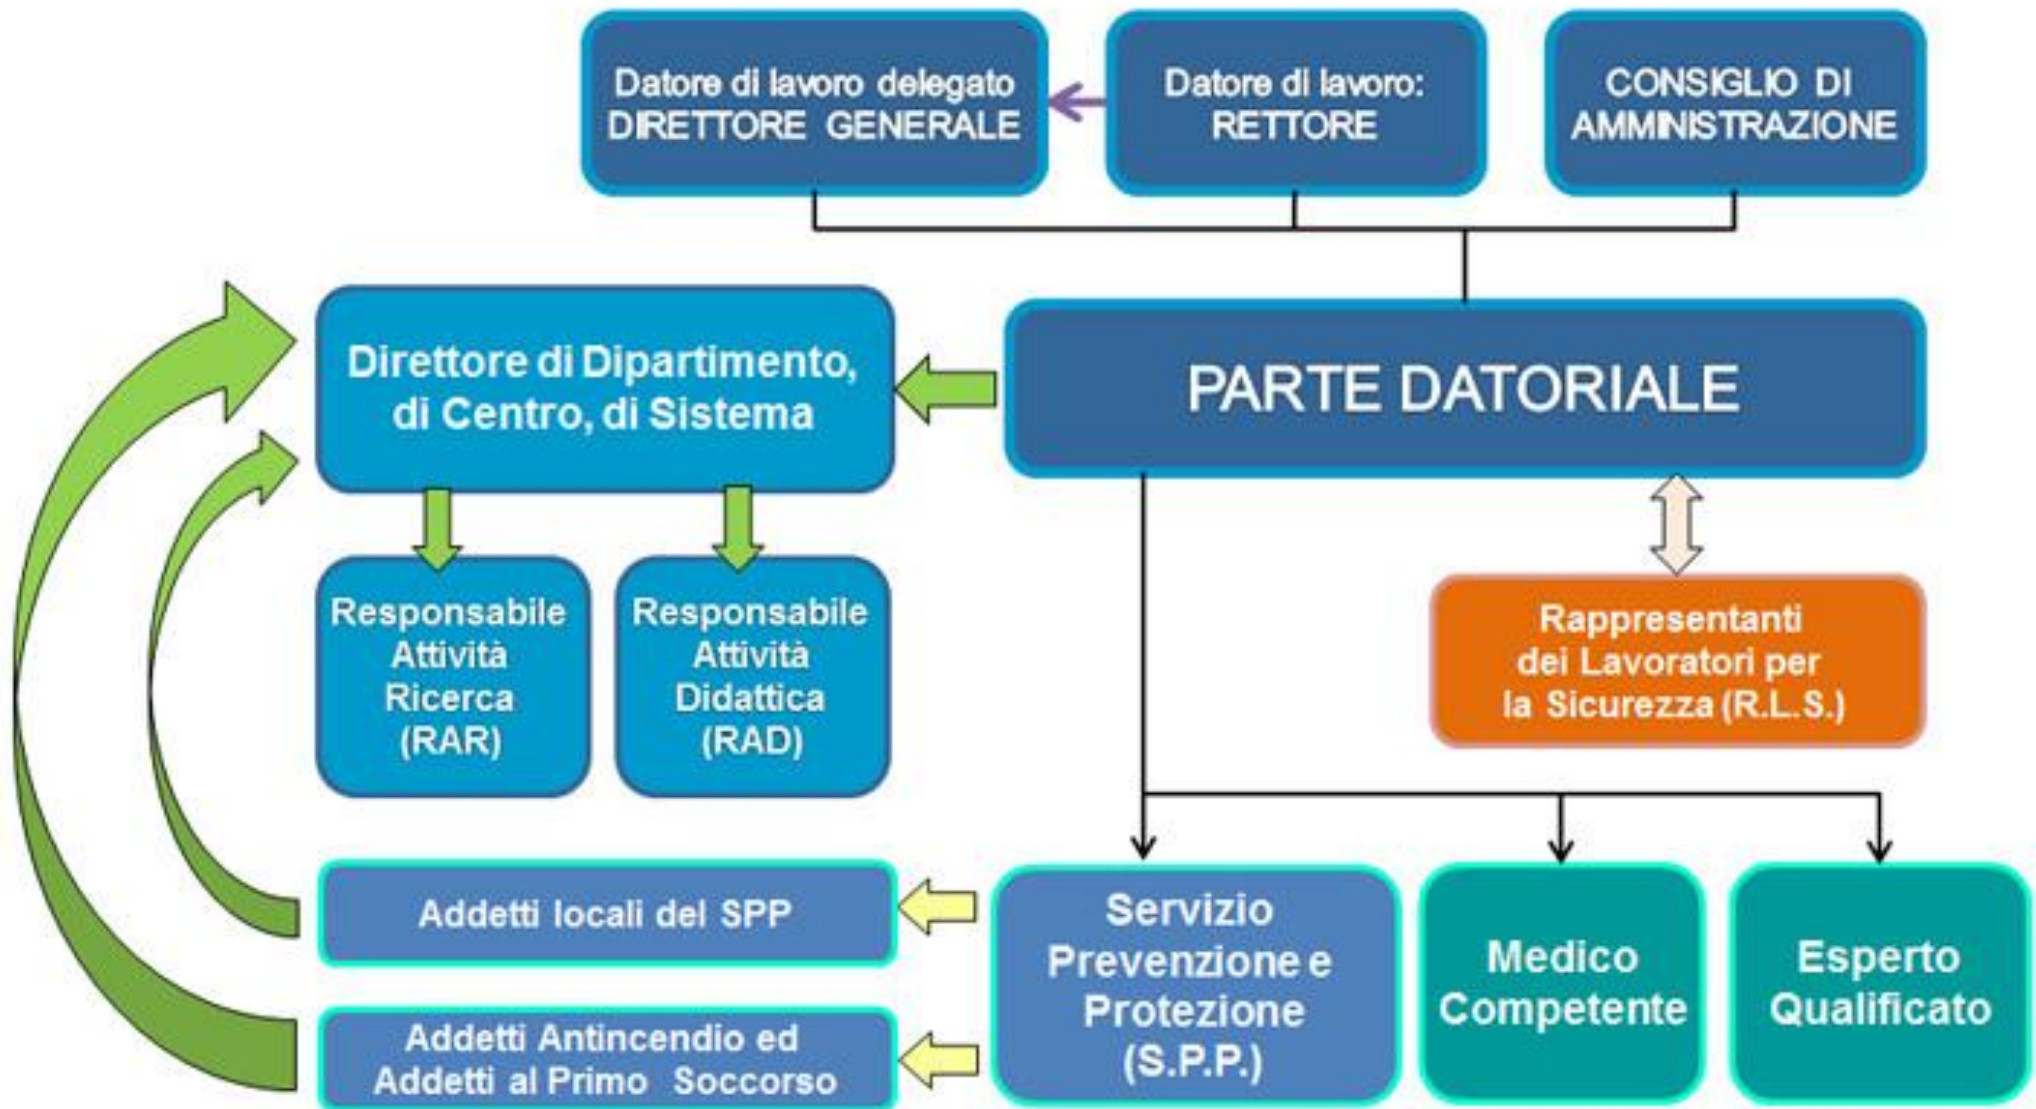 Datore di lavoro delegato
DIRETTORE GENERALE
Datore di lavoro:
RETTORE
CONSIGLIO DI
AMMINISTRAZIONE
Direttore di Dipartimento,
di Centro, di Sistema
PARTE DATORIALE
Responsabile
Attività
Ricerca
(RAR)
Responsabile
Attività
Didattica
(RAD)
Rappresentanti
dei Lavoratori per
la Sicurezza (R.L.S.)
Addetti locali del SPP
Addetti Antincendio ed
Addetti al Primo Soccorso
Servizio
Prevenzione e
Protezione
(S.P.P.)
Medico
Competente
Esperto
Qualificato